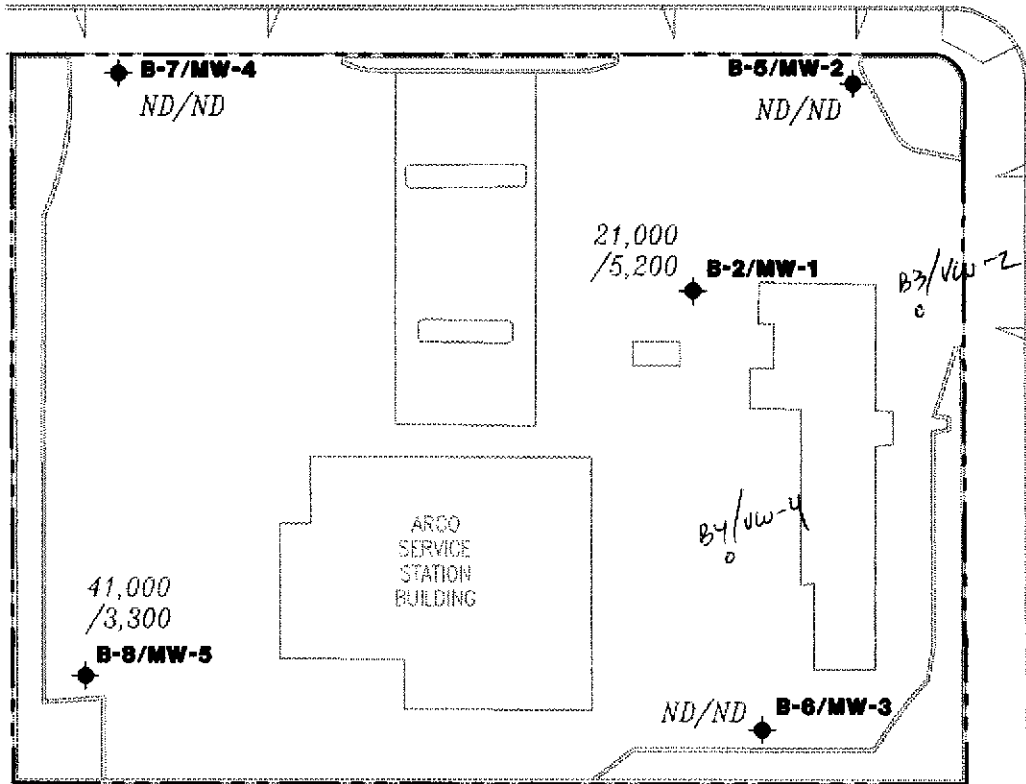 B-7/MW-4
ND/ND
B-5/MW-2
ND/ND
21,000
/5,200
B-2/MW-1
B3/VW-2
B4/VW-4
ARCO
SERVICE
STATION
BUILDING
41,000
/3,300
B-8/MW-5
ND/ND
B-6/MW-3